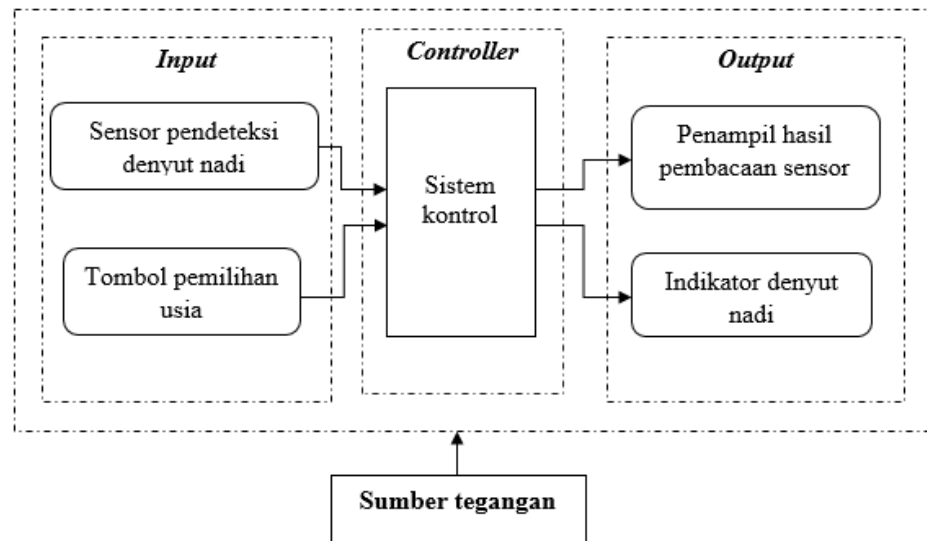 Input
Sensor pendeteksi
denyut nadi
Tombol pemilihan
usia
Controller
Sistem
kontrol
Output
Penampil hasil
pembacaan sensor
Indikator denyut
nadi
Sumber tegangan